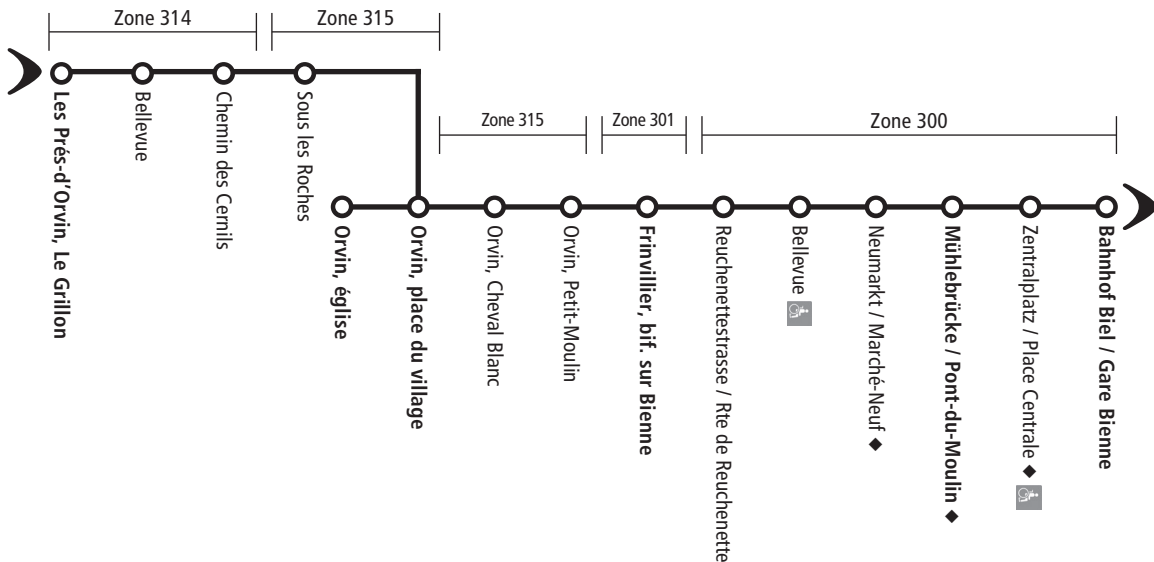 Zone 314
Zone 315
Les Prés-d'Orvin, Le Grillon
Bellevue
Chemin des Cernils
Sous les Roches
Zone 315
Zone 301
Zone 300
Orvin, église
Orvin, place du village
Orvin, Cheval Blanc
Orvin, Petit-Moulin
Frinvillier, bif. sur Bienne
Reuchenettestrasse / Rte de Reuchenette
Bellevue
Neumarkt / Marché-Neuf ◆
Mühlebrücke / Pont-du-Moulin ◆
Zentralplatz / Place Centrale ◆
Bahnhof Biel / Gare Bienne